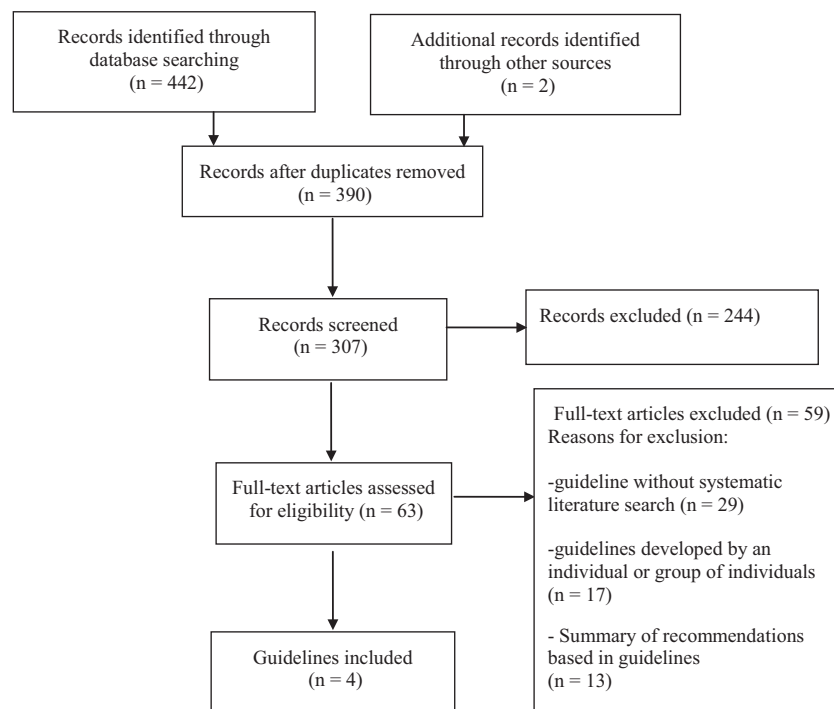 Records identified through
database searching
(n = 442)
Additional records identified
through other sources
(n = 2)
Records after duplicates removed
(n = 390)
Records screened
(n = 307)
Records excluded (n = 244)
Full-text articles assessed
for eligibility (n = 63)
Full-text articles excluded (n = 59)
Reasons for exclusion:
-guideline without systematic
literature search (n = 29)
-guidelines developed by an
individual or group of individuals
(n = 17)
- Summary of recommendations
based in guidelines
(n = 13)
Guidelines included
(n = 4)